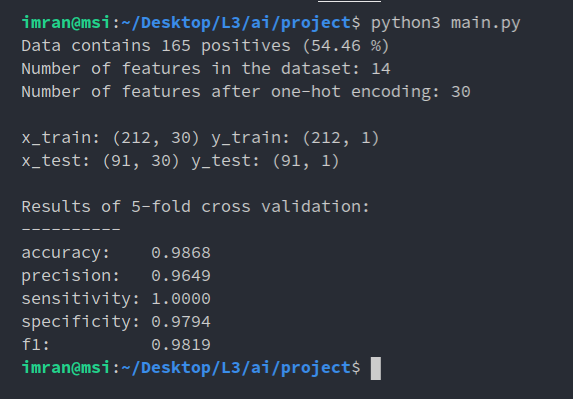 imran@msi:~/Desktop/L3/ai/project$ python3 main.py
Data contains 165 positives (54.46 %)
Number of features in the dataset: 14
Number of features after one-hot encoding: 30
x_train: (212, 30) y_train: (212, 1)
x_test: (91, 30) y_test: (91, 1)
Results of 5-fold cross validation:
----------
accuracy:    0.9868
precision:   0.9649
sensitivity: 1.0000
specificity: 0.9794
f1:          0.9819
imran@msi:~/Desktop/L3/ai/project$